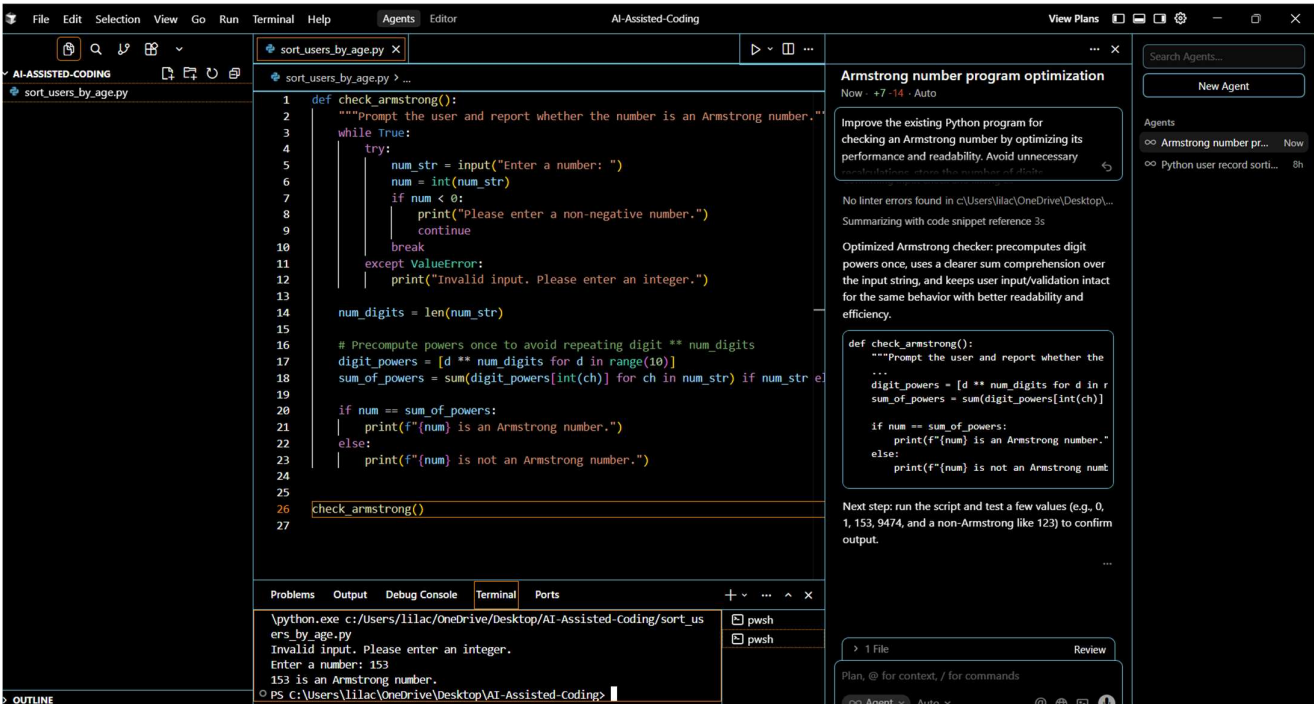 File Edit Selection View Go Run Terminal Help
Agents Editor
AI-Assisted-Coding
View Plans
AI-ASSISTED-CODING
sort_users_by_age.py
OUTLINE
sort_users_by_age.py
sort_users_by_age.py > ...
1 def check_armstrong():
2 """Prompt the user and report whether the number is an Armstrong number.""
3 while True:
4 try:
5 num_str = input("Enter a number: ")
6 num = int(num_str)
7 if num < 0:
8 print("Please enter a non-negative number.")
9 continue
10 break
11 except ValueError:
12 print("Invalid input. Please enter an integer.")
13
14 num_digits = len(num_str)
15
16 # Precompute powers once to avoid repeating digit ** num_digits
17 digit_powers = [d ** num_digits for d in range(10)]
18 sum_of_powers = sum(digit_powers[int(ch)] for ch in num_str) if num_str el
19
20 if num == sum_of_powers:
21 print(f"{num} is an Armstrong number.")
22 else:
23 print(f"{num} is not an Armstrong number.")
24
25
26 check_armstrong()
27
Problems Output Debug Console Terminal Ports
\python.exe c:/Users/lilac/OneDrive/Desktop/AI-Assisted-Coding/sort_us
ers_by_age.py
Invalid input. Please enter an integer.
Enter a number: 153
153 is an Armstrong number.
PS C:\Users\lilac\OneDrive\Desktop\AI-Assisted-Coding>
pwsh
pwsh
Armstrong number program optimization
Now · +7 -14 · Auto
Improve the existing Python program for
checking an Armstrong number by optimizing its
performance and readability. Avoid unnecessary
recalculations, store the number of digits
No linter errors found in c:\Users\lilac\OneDrive\Desktop\...
Summarizing with code snippet reference 3s
Optimized Armstrong checker: precomputes digit
powers once, uses a clearer sum comprehension over
the input string, and keeps user input/validation intact
for the same behavior with better readability and
efficiency.
def check_armstrong():
"""Prompt the user and report whether the
...
digit_powers = [d ** num_digits for d in r
sum_of_powers = sum(digit_powers[int(ch)]
if num == sum_of_powers:
print(f"{num} is an Armstrong number."
else:
print(f"{num} is not an Armstrong numb
Next step: run the script and test a few values (e.g., 0,
1, 153, 9474, and a non-Armstrong like 123) to confirm
output.
...
> 1 File Review
Plan, @ for context, / for commands
Agent Auto
Search Agents...
New Agent
Agents
Armstrong number pr... Now
Python user record sorti... 8h